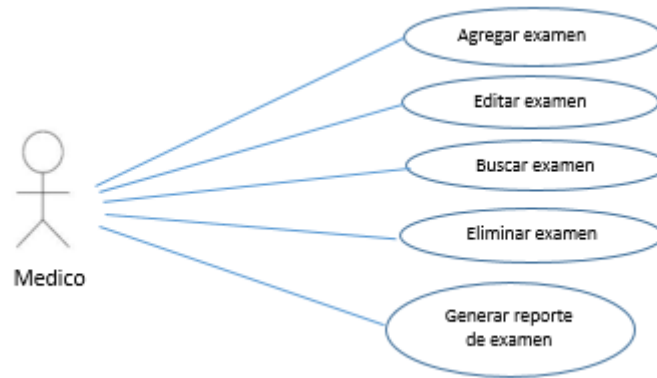 Agregar examen
Editar examen
Buscar examen
Eliminar examen
Medico
Generar reporte
de examen